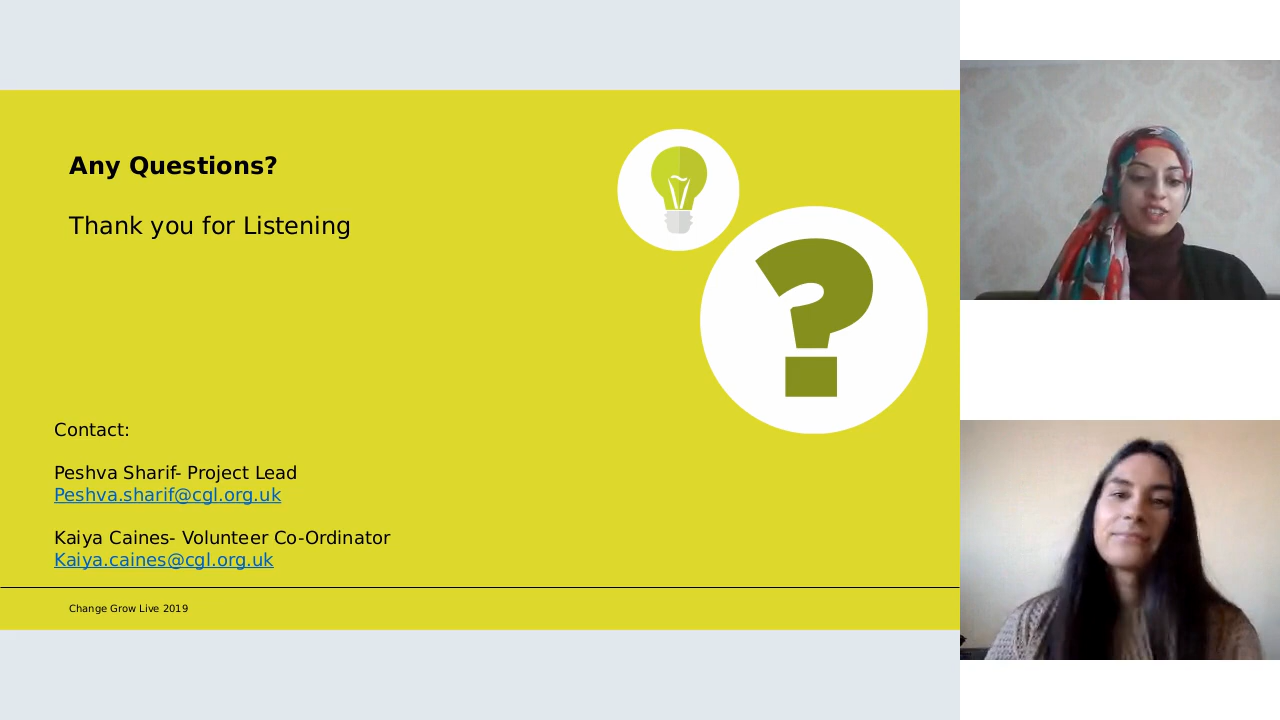 Any Questions?
Thank you for Listening
Contact:
Peshva Sharif- Project Lead
Peshva.sharif@cgl.org.uk
Kaiya Caines- Volunteer Co-Ordinator
Kaiya.caines@cgl.org.uk
Change Grow Live 2019